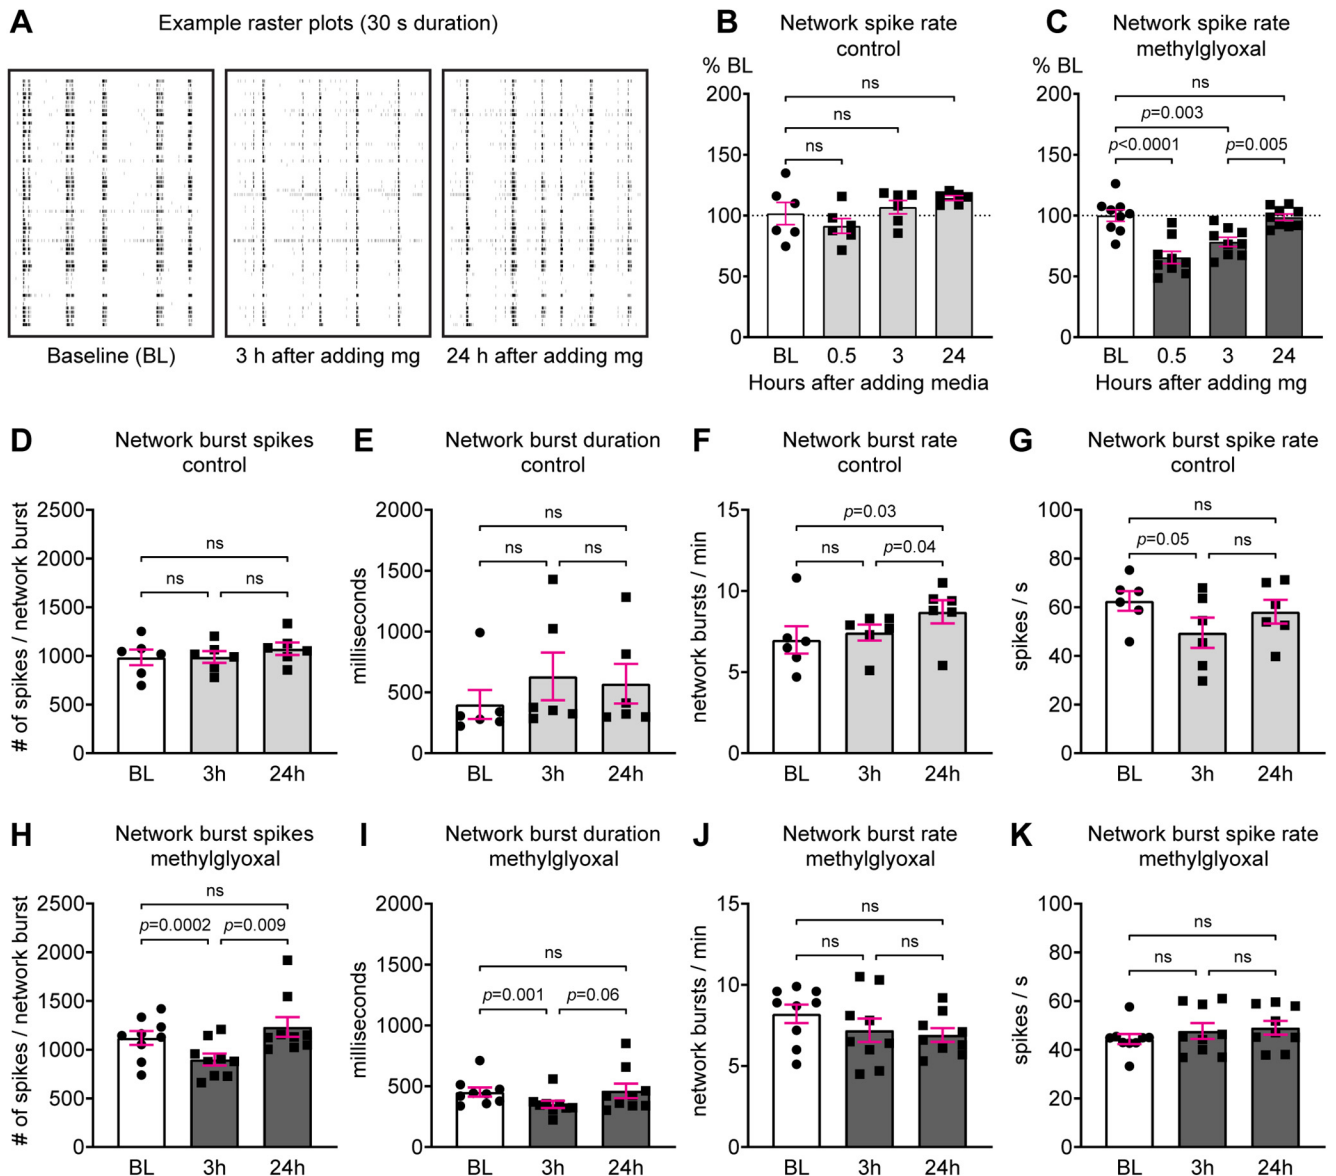 A
Example raster plots (30 s duration)
Baseline (BL)
3 h after adding mg
24 h after adding mg
B
Network spike rate
control
% BL
200
150
100
50
0
ns
ns
ns
BL
0.5
3
24
Hours after adding media
C
Network spike rate
methylglyoxal
% BL
200
150
100
50
0
ns
p=0.003
p<0.0001
p=0.005
BL
0.5
3
24
Hours after adding mg
D
Network burst spikes
control
# of spikes / network burst
2500
2000
1500
1000
500
0
ns
ns
ns
BL
3h
24h
E
Network burst duration
control
milliseconds
2000
1500
1000
500
0
ns
ns
ns
BL
3h
24h
F
Network burst rate
control
network bursts / min
15
10
5
0
p=0.03
ns
p=0.04
BL
3h
24h
G
Network burst spike rate
control
spikes / s
100
80
60
40
20
0
ns
p=0.05
ns
BL
3h
24h
H
Network burst spikes
methylglyoxal
# of spikes / network burst
2500
2000
1500
1000
500
0
ns
p=0.0002
p=0.009
BL
3h
24h
I
Network burst duration
methylglyoxal
milliseconds
2000
1500
1000
500
0
ns
p=0.001
p=0.06
BL
3h
24h
J
Network burst rate
methylglyoxal
network bursts / min
15
10
5
0
ns
ns
ns
BL
3h
24h
K
Network burst spike rate
methylglyoxal
spikes / s
100
80
60
40
20
0
ns
ns
ns
BL
3h
24h